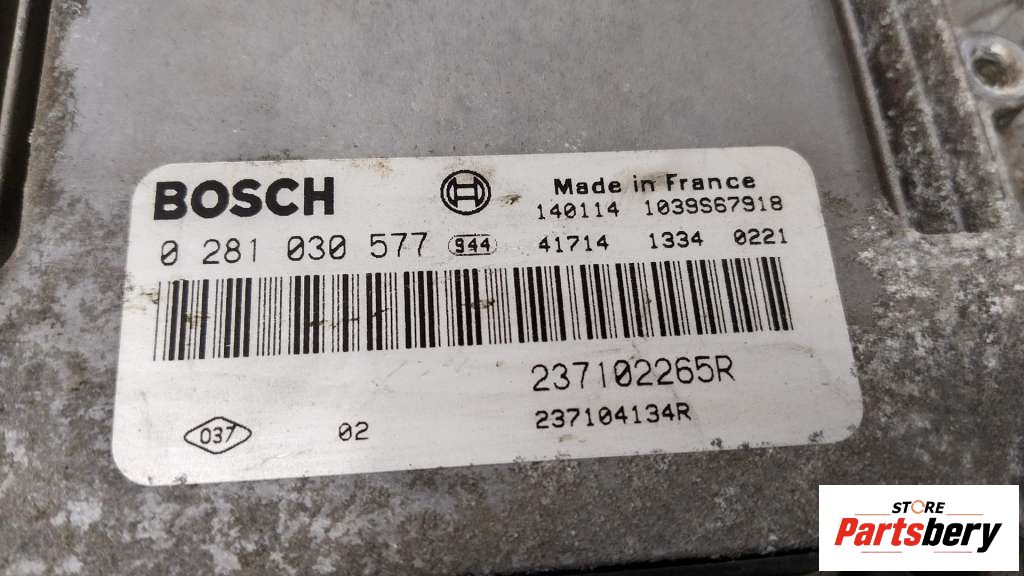 BOSCH
Made in France
140114 1039S67918
0 281 030 577 944 41714 1334 0221
237102265R
037 02 237104134R
STORE
Partsbery